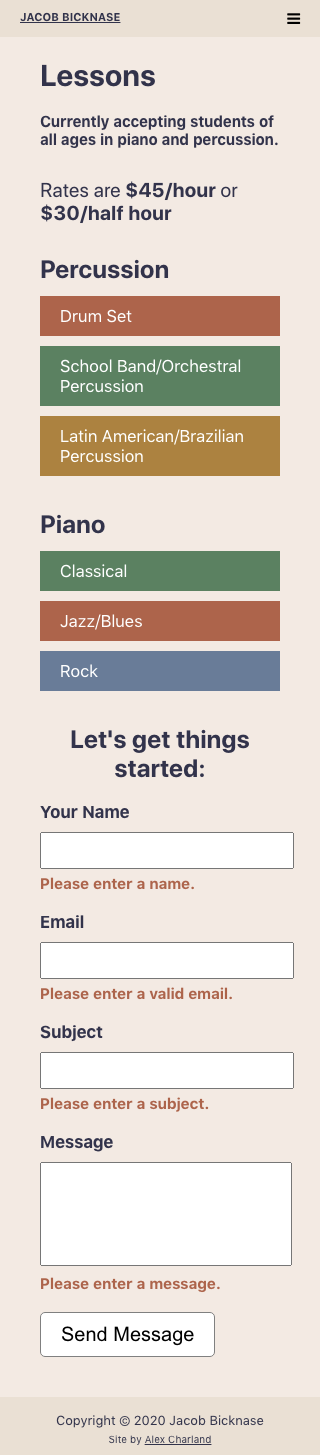 JACOB BICKNASE
Lessons
Currently accepting students of
all ages in piano and percussion.
Rates are $45/hour or
$30/half hour
Percussion
Drum Set
School Band/Orchestral
Percussion
Latin American/Brazilian
Percussion
Piano
Classical
Jazz/Blues
Rock
Let's get things
started:
Your Name
Please enter a name.
Email
Please enter a valid email.
Subject
Please enter a subject.
Message
Please enter a message.
Send Message
Copyright © 2020 Jacob Bicknase
Site by Alex Charland